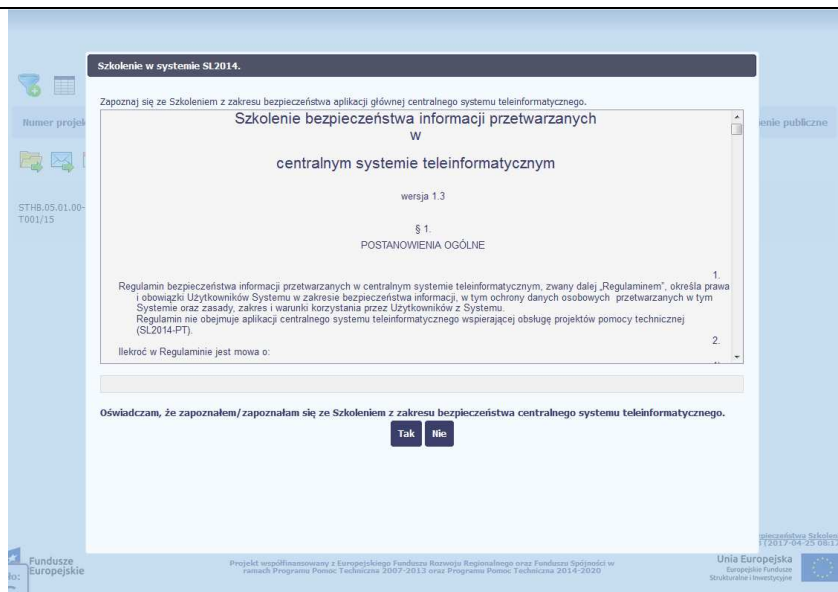 Szkolenie w systemie SL2014.
Zapoznaj się ze Szkoleniem z zakresu bezpieczeństwa aplikacji głównej centralnego systemu teleinformatycznego.
Szkolenie bezpieczeństwa informacji przetwarzanych
w
centralnym systemie teleinformatycznym
wersja 1.3
§ 1.
POSTANOWIENIA OGÓLNE
1.
Regulamin bezpieczeństwa informacji przetwarzanych w centralnym systemie teleinformatycznym, zwany dalej „Regulaminem”, określa prawa
i obowiązki Użytkowników Systemu w zakresie bezpieczeństwa informacji, w tym ochrony danych osobowych przetwarzanych w tym
Systemie oraz zasady, zakres i warunki korzystania przez Użytkowników z Systemu.
Regulamin nie obejmuje aplikacji centralnego systemu teleinformatycznego wspierającej obsługę projektów pomocy technicznej
(SL2014-PT).
2.
Ilekroć w Regulaminie jest mowa o:
Numer projek
enie publiczne
STHB.05.01.00-
T001/15
Oświadczam, że zapoznałem/zapoznałam się ze Szkoleniem z zakresu bezpieczeństwa centralnego systemu teleinformatycznego.
Tak Nie
Fundusze
Europejskie
Projekt współfinansowany z Europejskiego Funduszu Rozwoju Regionalnego oraz Funduszu Spójności w
ramach Programu Pomoc Techniczna 2007-2013 oraz Programu Pomoc Techniczna 2014-2020
Unia Europejska
Europejskie Fundusze
Strukturalne i Inwestycyjne